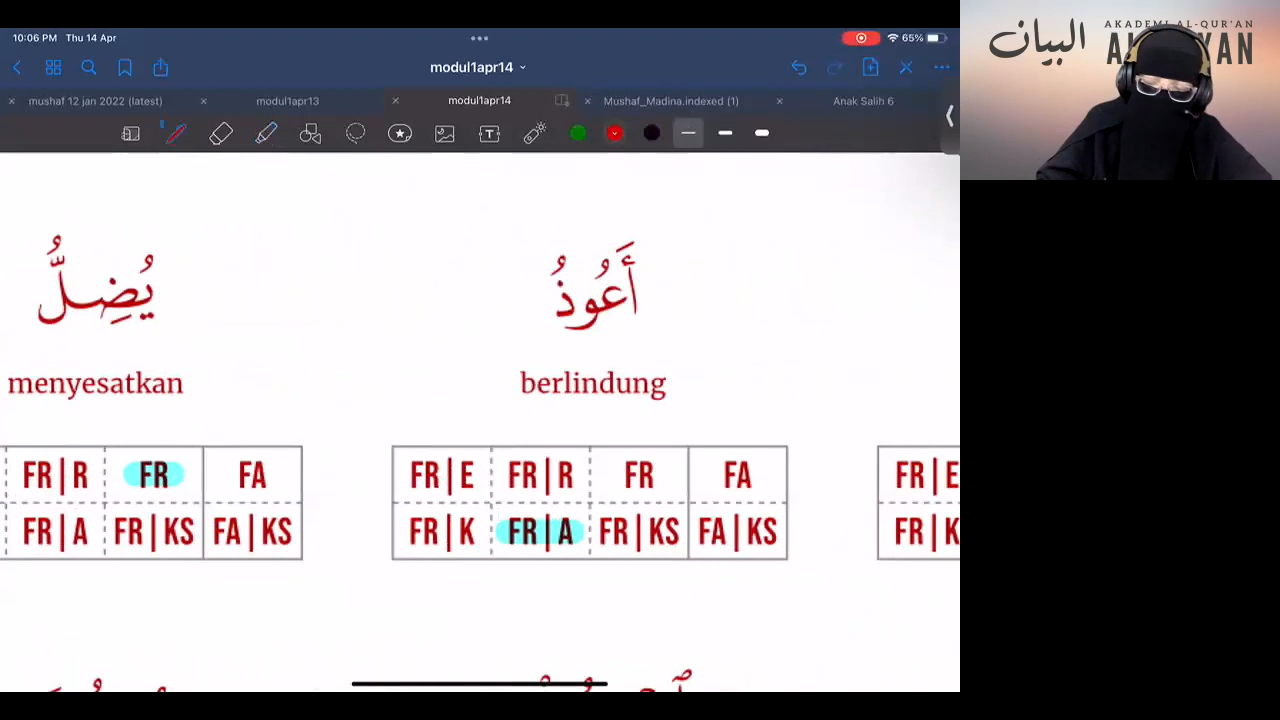 10:06 PM Thu 14 Apr
65%
modul1apr14
mushaf 12 jan 2022 (latest)
modul1apr13
modul1apr14
Mushaf_Madina.indexed (1)
Anak Salih 6
البيان
AKADEMI AL-QUR'AN
يُضِلُّ
أَعُوذُ
menyesatkan
berlindung
FR|R FR FA
FR|A FR|KS FA|KS
FR|E FR|R FR FA
FR|K FR|A FR|KS FA|KS
FR|E
FR|K